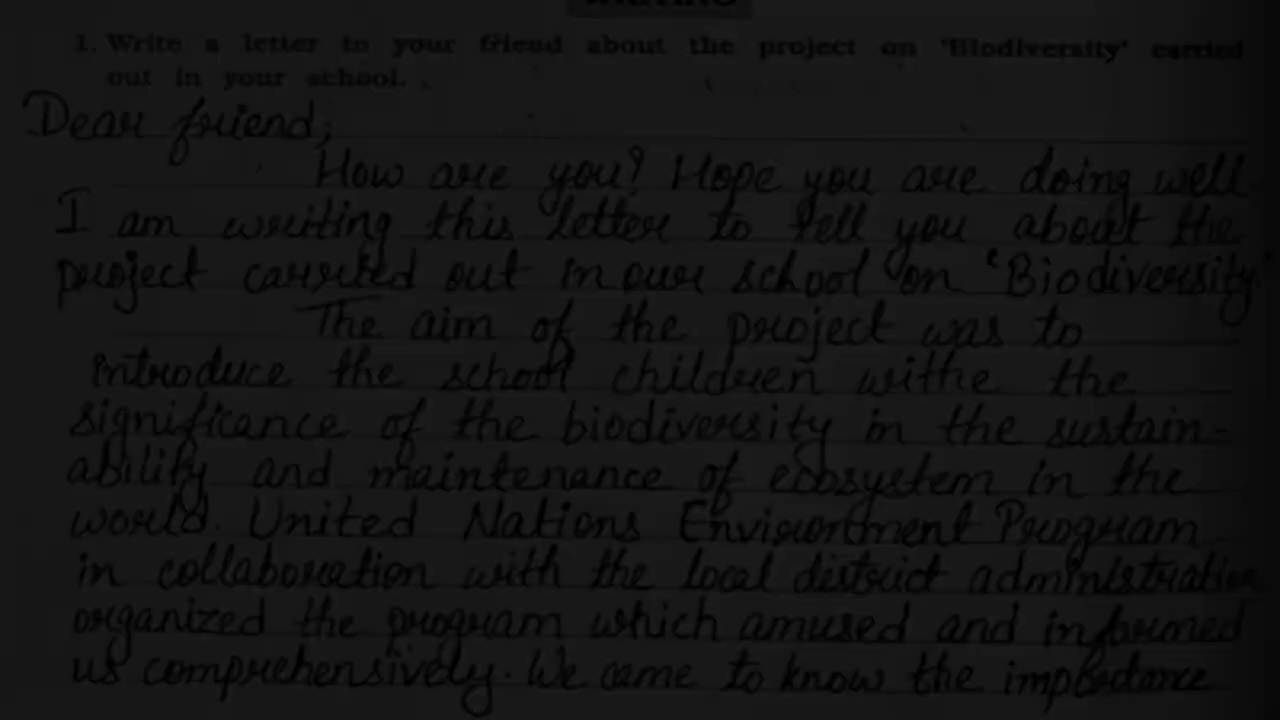 WRITING
1. Write a letter to your friend about the project on 'Biodiversity' carried
out in your school.
Dear friend,
How are you? Hope you are doing well.
I am writing this letter to tell you about the
project carried out in our school on 'Biodiversity'
The aim of the project was to
introduce the school children withe the
significance of the biodiversity in the sustain-
ability and maintenance of ecosystem in the
world. United Nations Environment Program
in collaboration with the local district administration
organized the program which amused and informed
us comprehensively. We came to know the importance